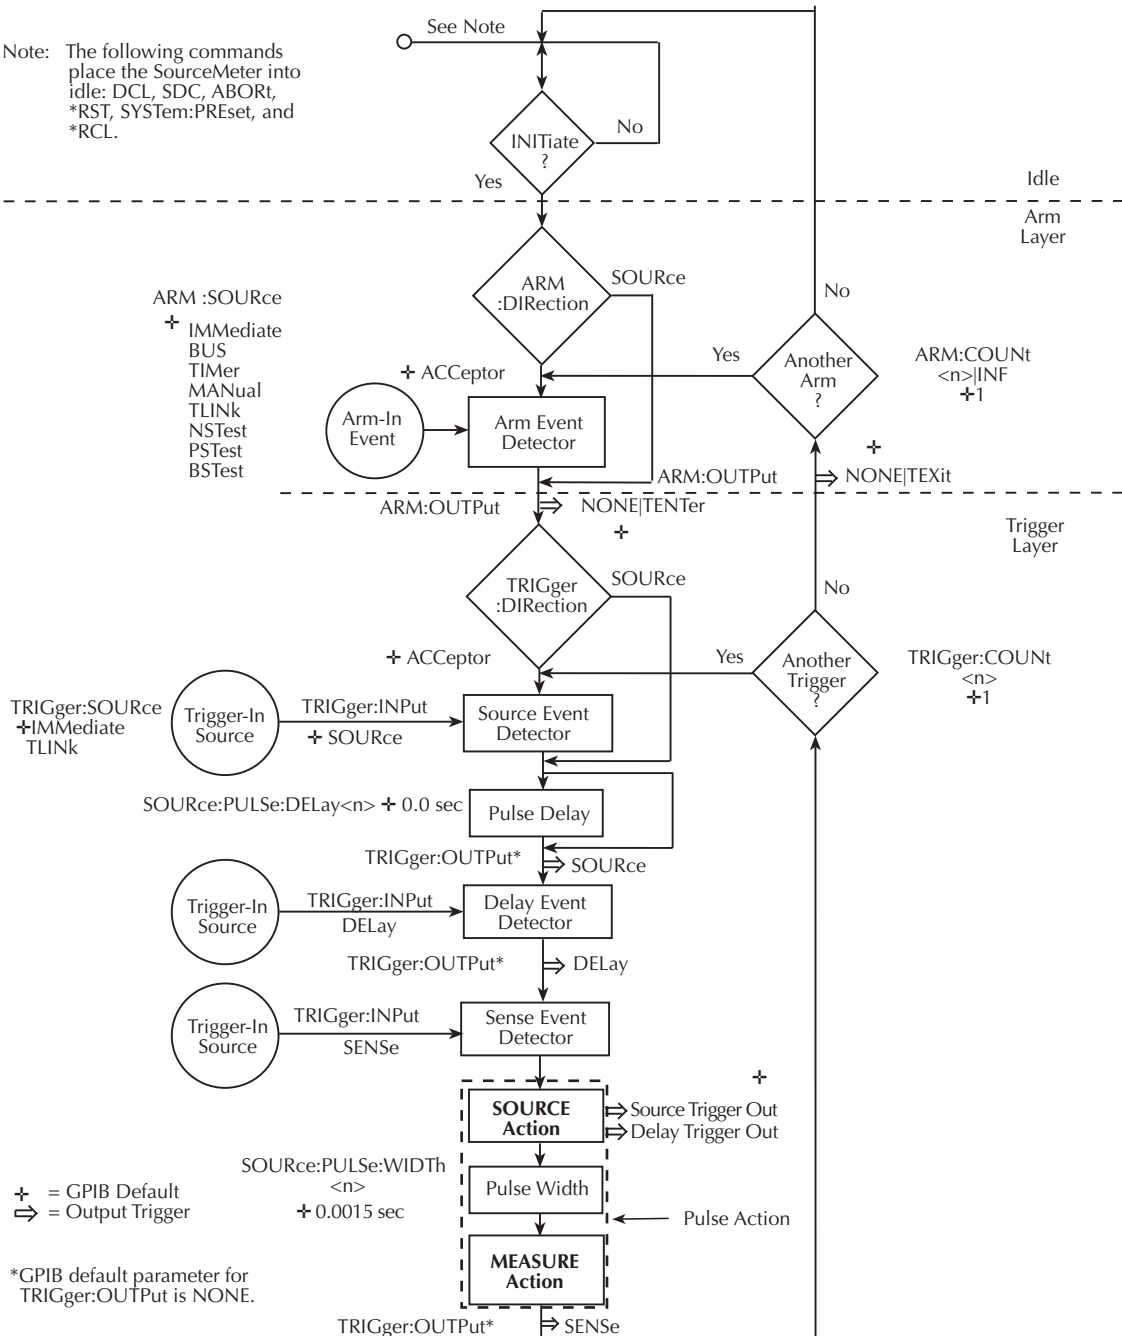 See Note
Note: The following commands
place the SourceMeter into
idle: DCL, SDC, ABORt,
*RST, SYSTem:PREset, and
*RCL.
INITiate
?
No
Yes
Idle
Arm
Layer
ARM
:DIRection
SOURce
ARM :SOURce
IMMediate
BUS
TIMer
MANual
TLINk
NSTest
PSTest
BSTest
No
Yes
Another
Arm
?
ARM:COUNt
<n>|INF
1
ACCeptor
Arm-In
Event
Arm Event
Detector
ARM:OUTPut
NONE|TEXit
ARM:OUTPut
NONE|TENTer
Trigger
Layer
TRIGger
:DIRection
SOURce
No
ACCeptor
Yes
Another
Trigger
?
TRIGger:COUNt
<n>
1
TRIGger:SOURce
IMMediate
TLINk
Trigger-In
Source
TRIGger:INPut
SOURce
Source Event
Detector
SOURce:PULSe:DELay<n> 0.0 sec
Pulse Delay
TRIGger:OUTPut*
SOURce
Trigger-In
Source
TRIGger:INPut
DELay
Delay Event
Detector
TRIGger:OUTPut*
DELay
Trigger-In
Source
TRIGger:INPut
SENSe
Sense Event
Detector
SOURCE
Action
Source Trigger Out
Delay Trigger Out
SOURce:PULSe:WIDTh
<n>
0.0015 sec
Pulse Width
Pulse Action
= GPIB Default
= Output Trigger
MEASURE
Action
*GPIB default parameter for
TRIGger:OUTPut is NONE.
TRIGger:OUTPut*
SENSe